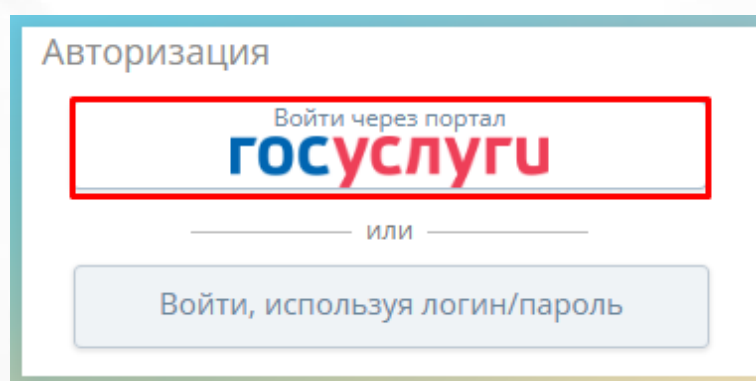 Авторизация
Войти через портал
госуслуги
или
Войти, используя логин/пароль